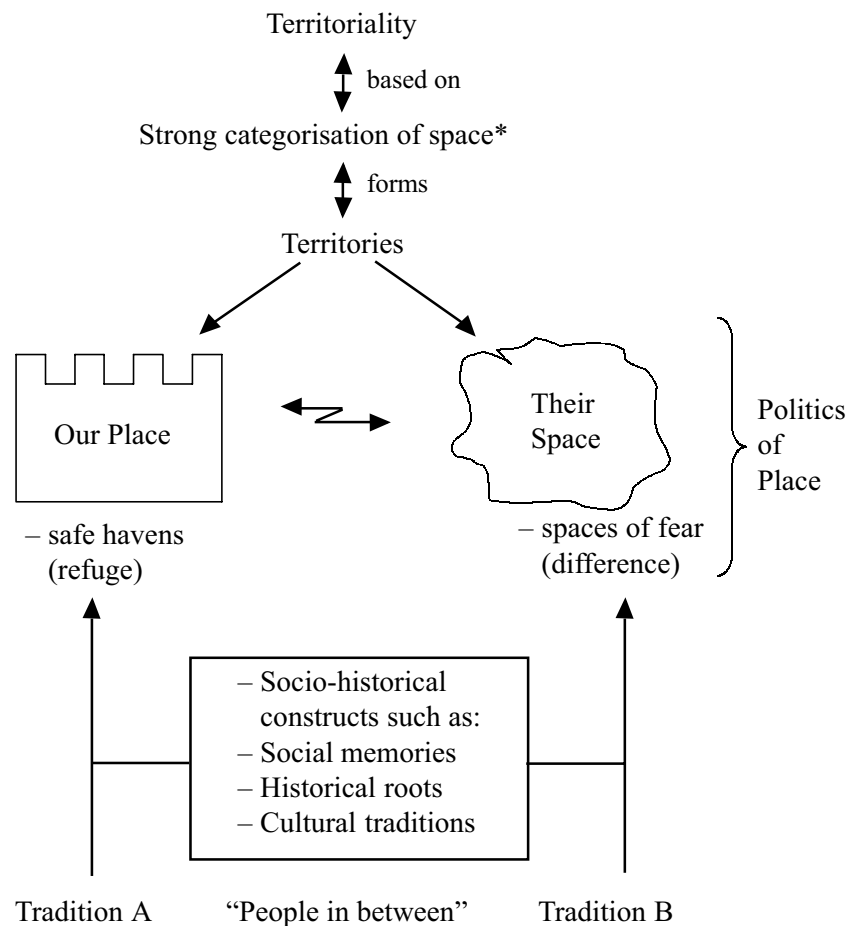 Territoriality
based on
Strong categorisation of space*
forms
Territories
Our Place
Their
Space
Politics
of
Place
– safe havens
(refuge)
– spaces of fear
(difference)
– Socio-historical
constructs such as:
– Social memories
– Historical roots
– Cultural traditions
Tradition A
“People in between”
Tradition B